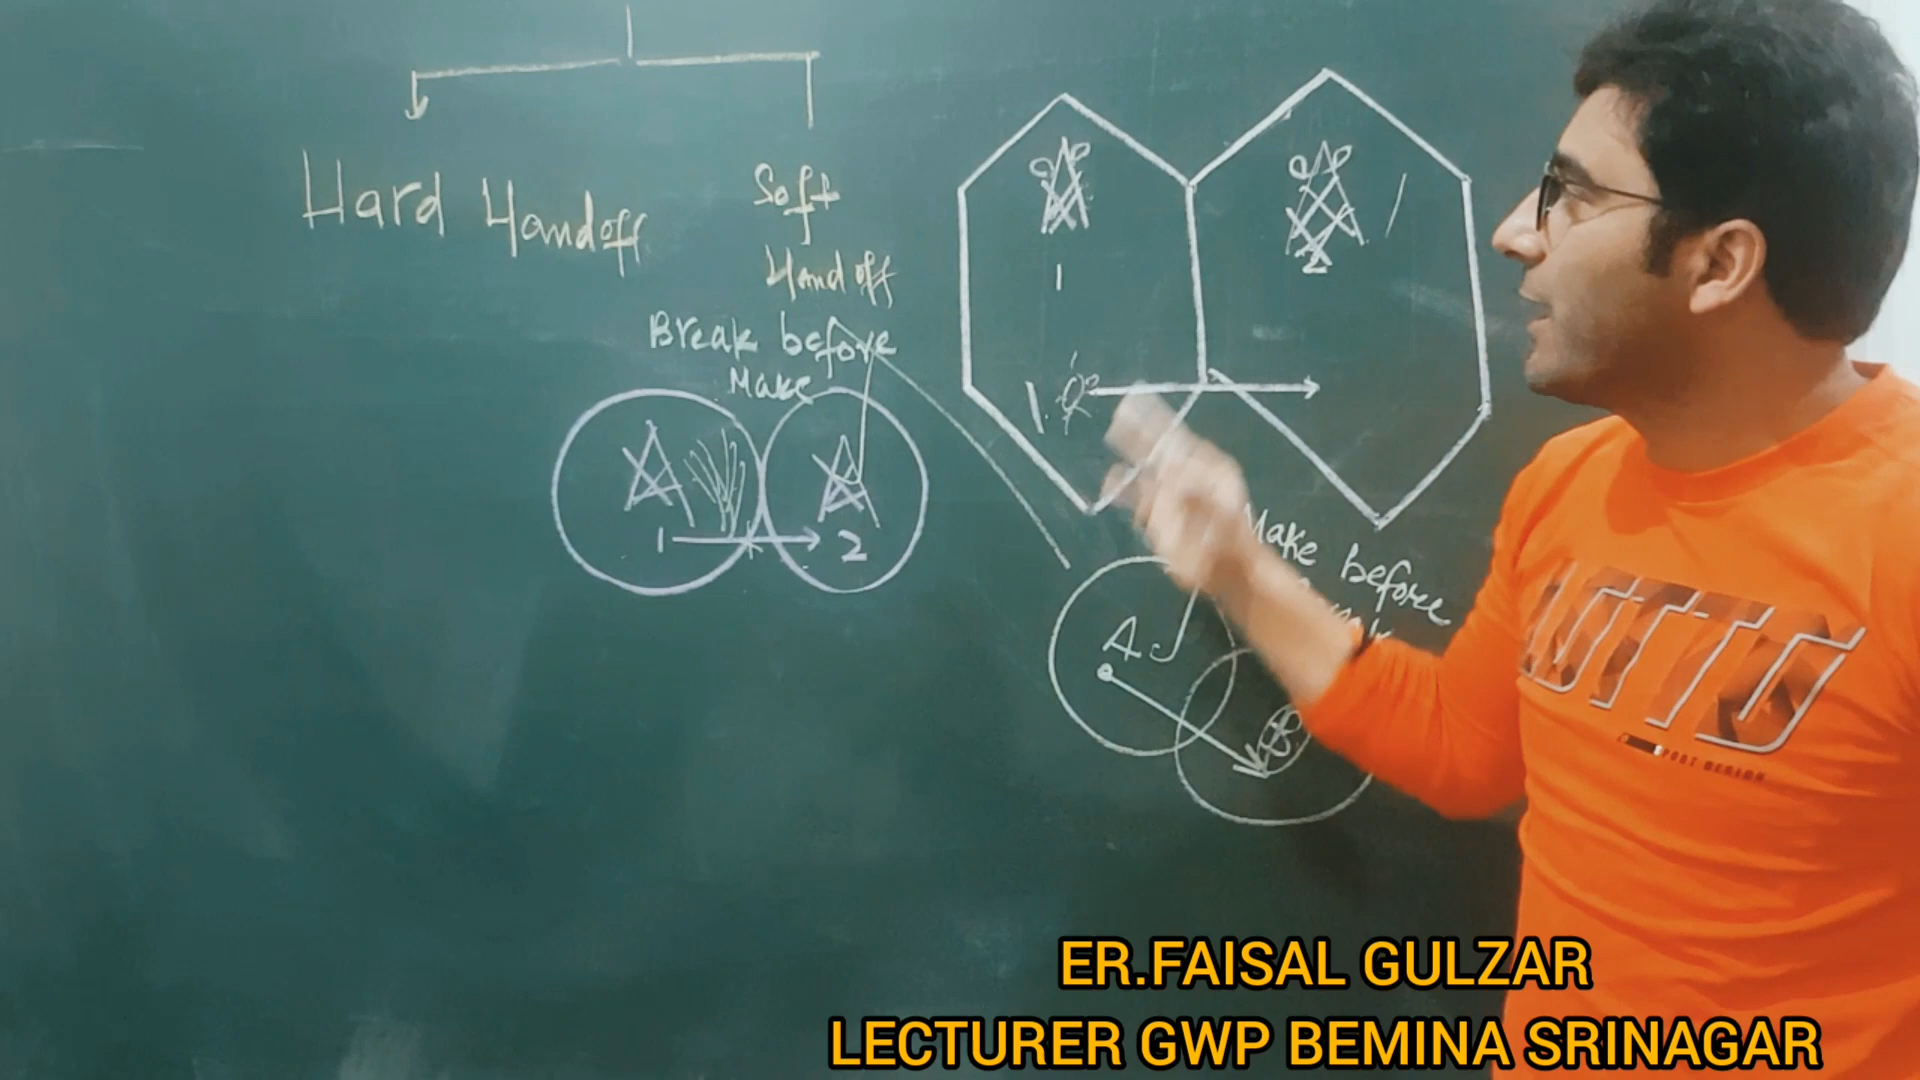 Hard Handoff
Soft
Handoff
Break before
Make
1
2
1
2
Make before
A
B
ER.FAISAL GULZAR
LECTURER GWP BEMINA SRINAGAR